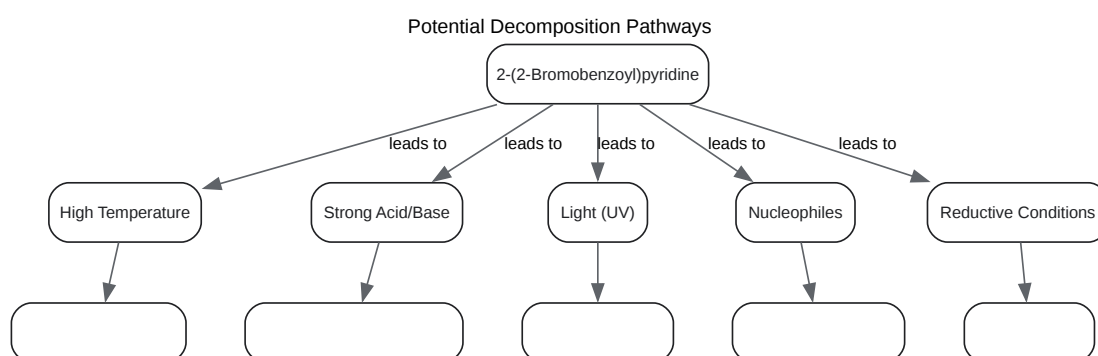 Potential Decomposition Pathways
2-(2-Bromobenzoyl)pyridine
leads to leads to leads to leads to leads to
High Temperature Strong Acid/Base Light (UV) Nucleophiles Reductive Conditions